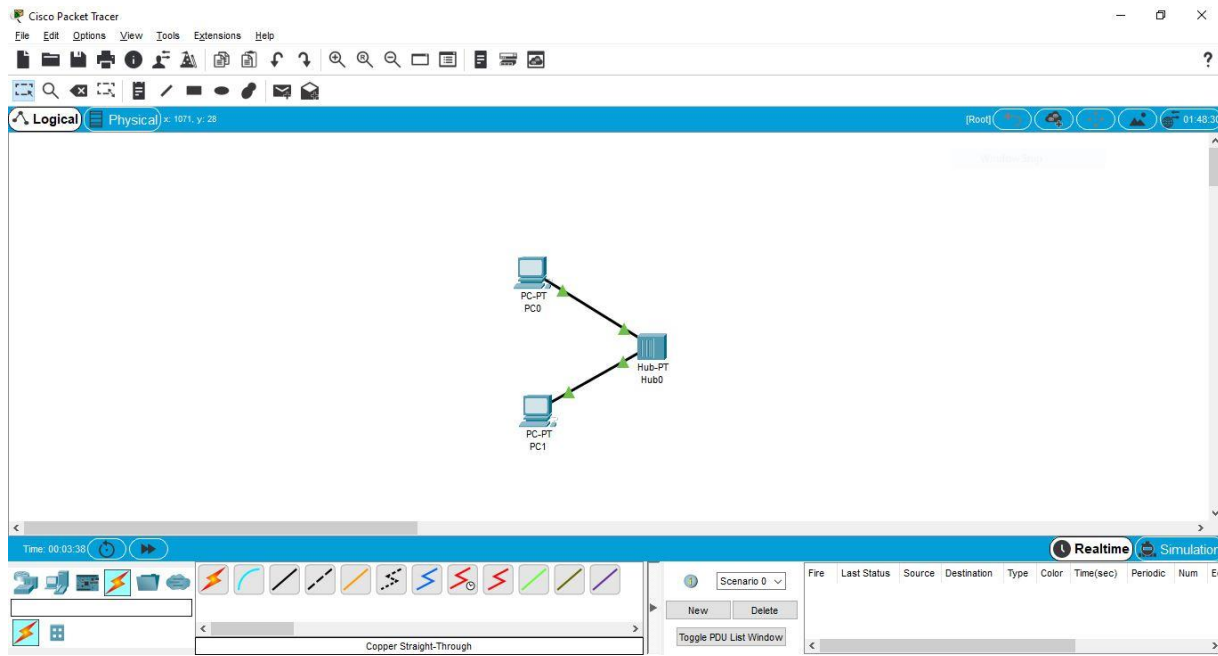 Cisco Packet Tracer
File Edit Options View Tools Extensions Help
?
Logical Physical x: 1071, y: 28 [Root] 01:48:30
PC-PT
PC0
Hub-PT
Hub0
PC-PT
PC1
Time: 00:03:38 Realtime Simulation
Scenario 0
Fire Last Status Source Destination Type Color Time(sec) Periodic Num
New Delete
Toggle PDU List Window
Copper Straight-Through